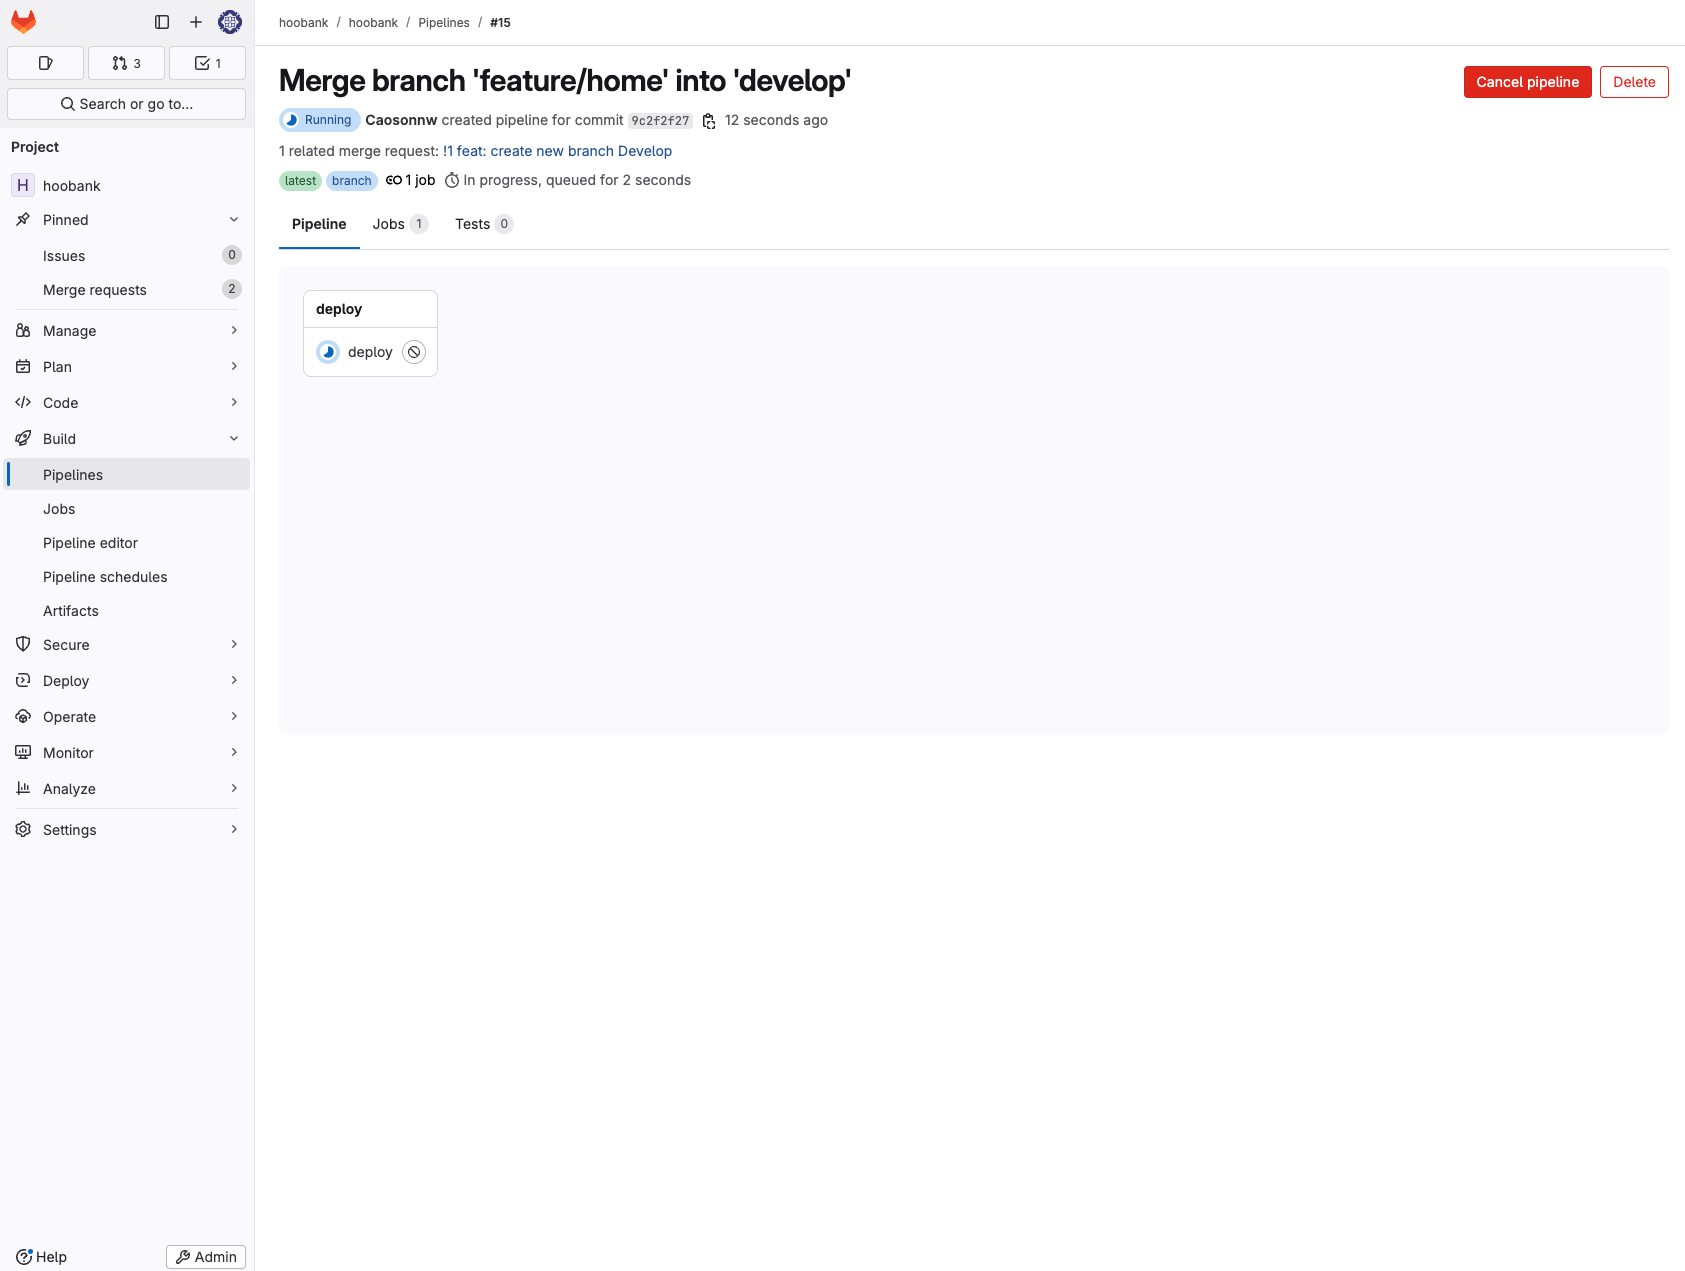 hoobank / hoobank / Pipelines / #15
3
1
Search or go to...
Project
H hoobank
Pinned
Issues 0
Merge requests 2
Manage
Plan
Code
Build
Pipelines
Jobs
Pipeline editor
Pipeline schedules
Artifacts
Secure
Deploy
Operate
Monitor
Analyze
Settings
Help
Admin
Merge branch 'feature/home' into 'develop'
Cancel pipeline
Delete
Running Caosonnw created pipeline for commit 9c2f2f27 12 seconds ago
1 related merge request: !1 feat: create new branch Develop
latest branch 1 job In progress, queued for 2 seconds
Pipeline Jobs 1 Tests 0
deploy
deploy